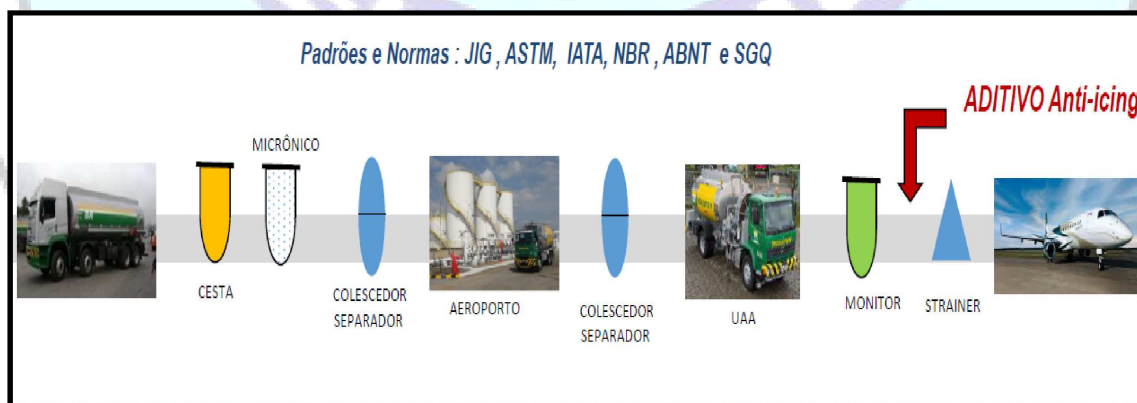 Padrões e Normas : JIG , ASTM, IATA, NBR , ABNT e SGQ
ADITIVO Anti-icing
MICRÔNICO
CESTA
COLESCEDOR
SEPARADOR
AEROPORTO
COLESCEDOR
SEPARADOR
UAA
MONITOR
STRAINER